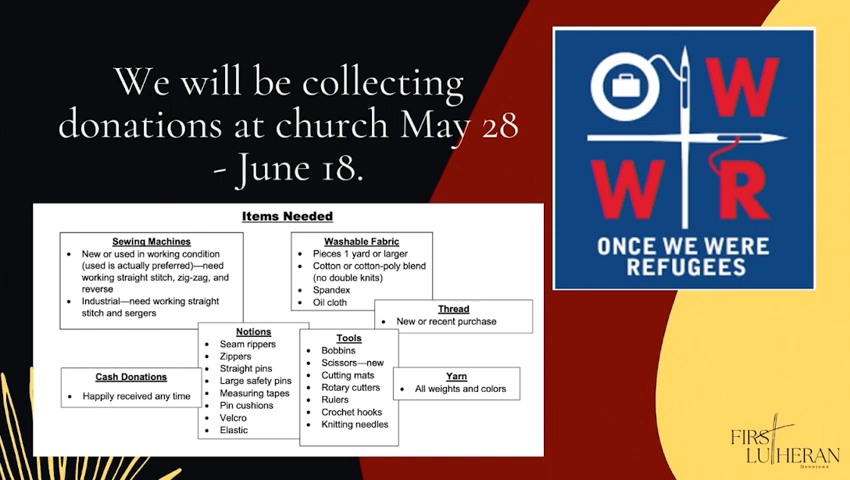 We will be collecting
donations at church May 28
- June 18.
Items Needed
Sewing Machines
• New or used in working condition
(used is actually preferred)—need
working straight stitch, zig-zag, and
reverse
• Industrial—need working straight
stitch and sergers
Washable Fabric
• Pieces 1 yard or larger
• Cotton or cotton-poly blend
(no double knits)
• Spandex
• Oil cloth
Thread
• New or recent purchase
Notions
• Seam rippers
• Zippers
• Straight pins
• Large safety pins
• Measuring tapes
• Pin cushions
• Velcro
• Elastic
Tools
• Bobbins
• Scissors—new
• Cutting mats
• Rotary cutters
• Rulers
• Crochet hooks
• Knitting needles
Cash Donations
• Happily received any time
Yarn
• All weights and colors
O W
W R
ONCE WE WERE
REFUGEES
FIRST
LUTHERAN
Downtown